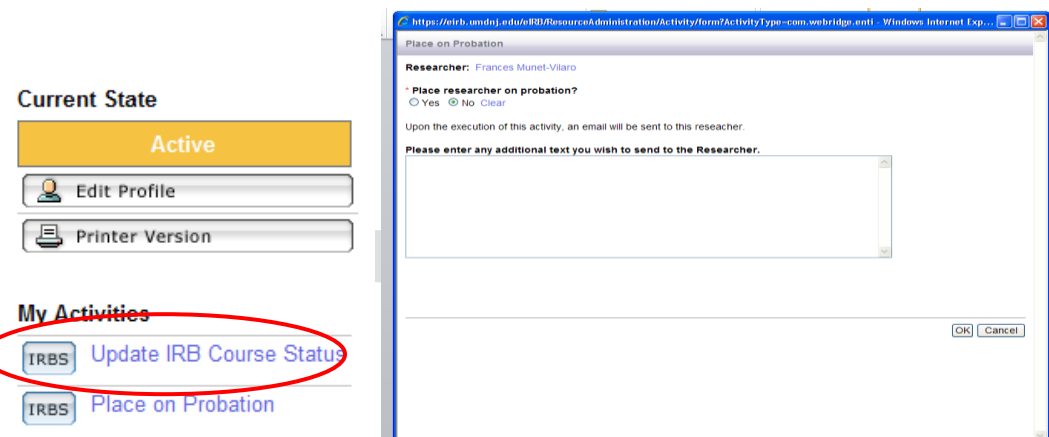 Current State
Active
Edit Profile
Printer Version
My Activities
IRBS Update IRB Course Status
IRBS Place on Probation
https://eirb.umdnj.edu/eIRB/ResourceAdministration/Activity/form?ActivityType=com.webridge.enti - Windows Internet Exp...
Place on Probation
Researcher: Frances Munet-Vilaro
* Place researcher on probation?
Yes No Clear
Upon the execution of this activity, an email will be sent to this reseacher.
Please enter any additional text you wish to send to the Researcher.
OK Cancel